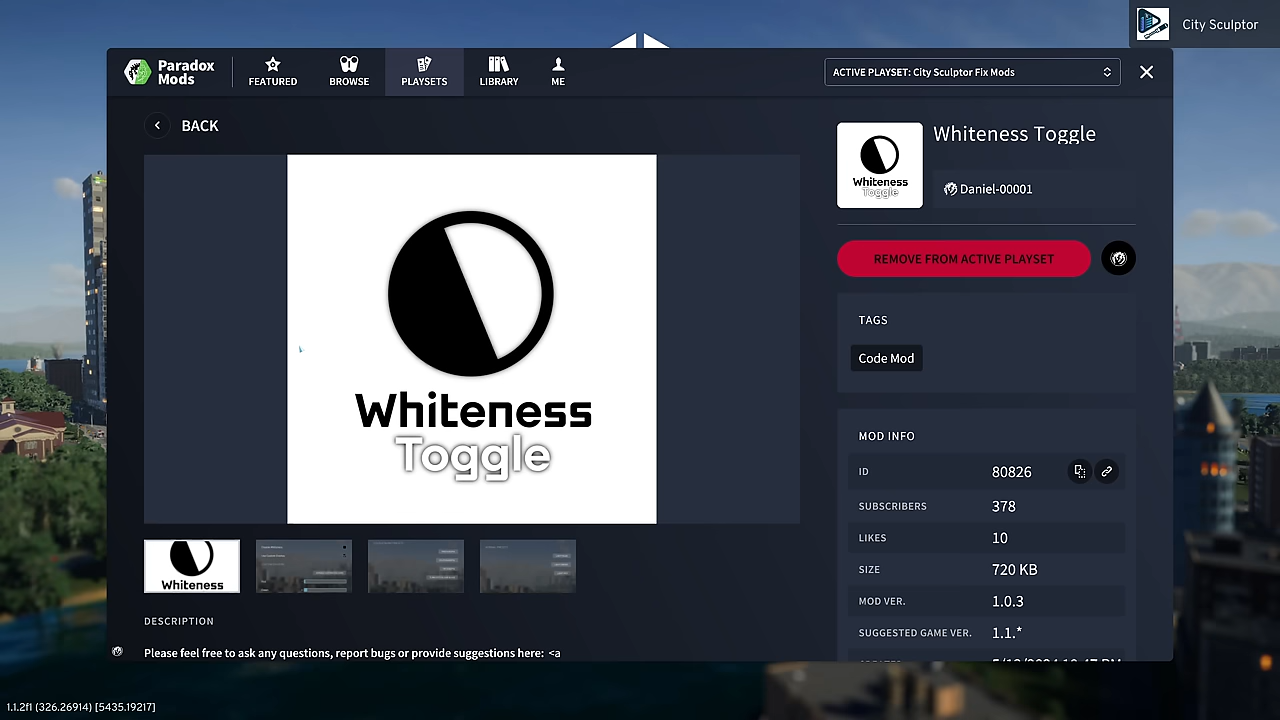 City Sculptor
Paradox
Mods
FEATURED
BROWSE
PLAYSETS
LIBRARY
ME
ACTIVE PLAYSET: City Sculptor Fix Mods
BACK
Whiteness
Toggle
Whiteness
DESCRIPTION
Please feel free to ask any questions, report bugs or provide suggestions here: <a
Whiteness
Toggle
Whiteness Toggle
Daniel-00001
REMOVE FROM ACTIVE PLAYSET
TAGS
Code Mod
MOD INFO
ID 80826
SUBSCRIBERS 378
LIKES 10
SIZE 720 KB
MOD VER. 1.0.3
SUGGESTED GAME VER. 1.1.*
1.1.2f1 (326.26914) [5435.19217]